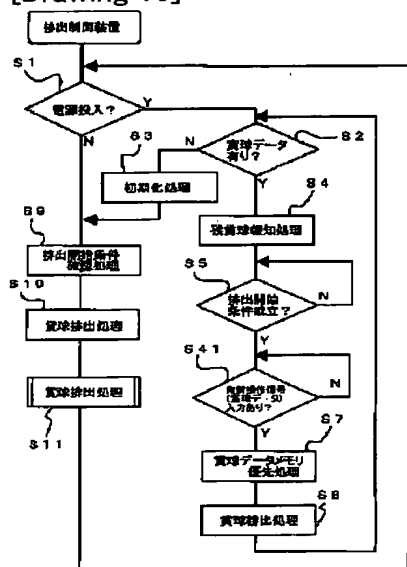 排出制御装置
S1
電源投入?
Y
N
S2
賞球データ
有り?
N
Y
S3
初期化処理
S4
残賞球報知処理
S9
排出開始条件
確認処理
S5
排出開始
条件成立?
N
Y
S10
賞球排出処理
S41
入力あり?
N
Y
賞球排出処理
S11
S7
賞球データメモリ
優先処理
S8
賞球排出処理